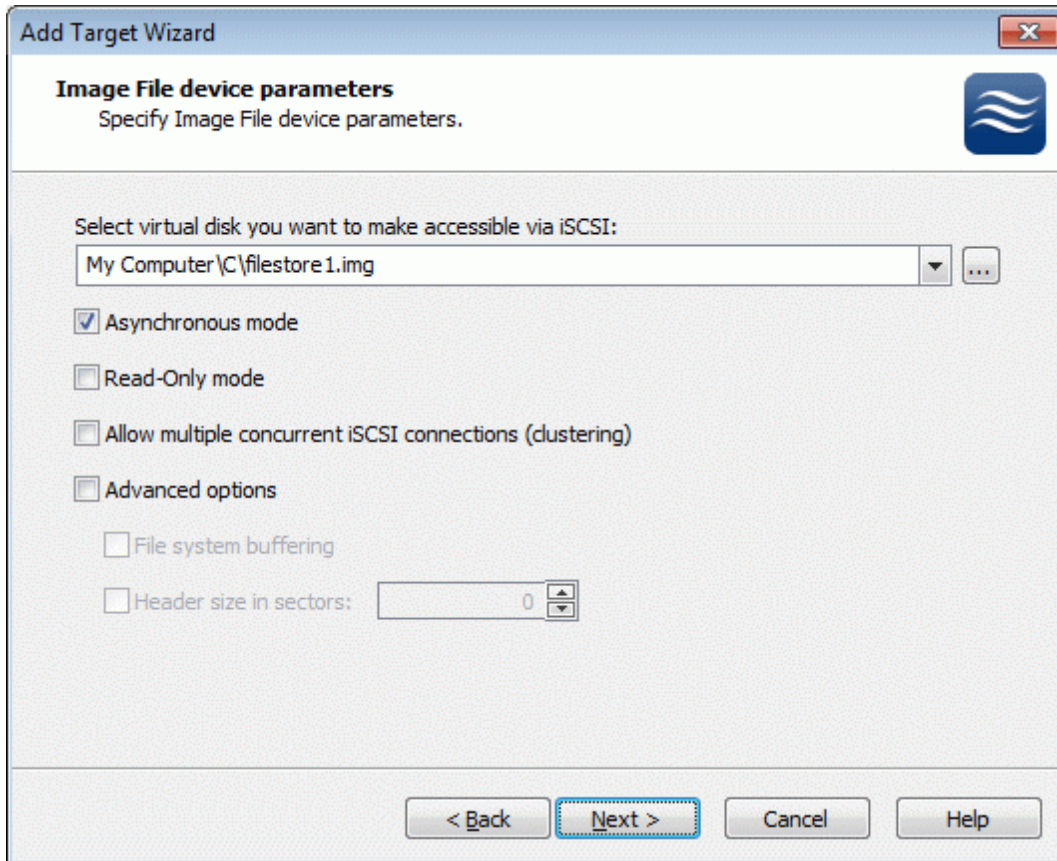 Add Target Wizard
Image File device parameters
Specify Image File device parameters.
Select virtual disk you want to make accessible via iSCSI:
My Computer\C\filestore1.img
...
Asynchronous mode
Read-Only mode
Allow multiple concurrent iSCSI connections (clustering)
Advanced options
File system buffering
Header size in sectors: 0
< Back Next > Cancel Help